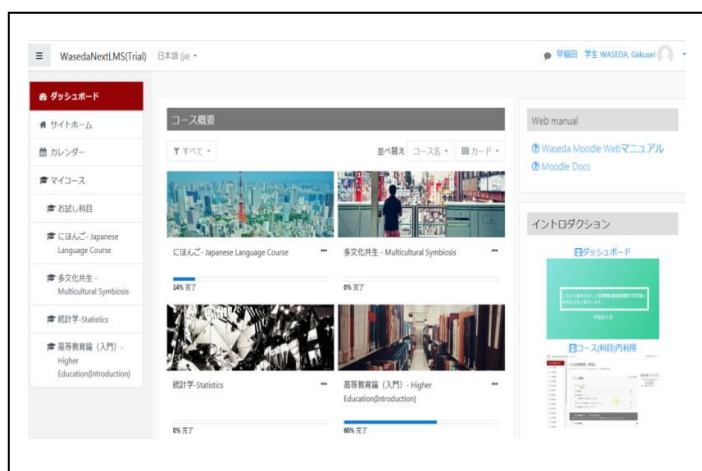 WasedaNextLMS(Trial) 日本語 (ja)
早稲田 学生 WASEDA, Gakusei
ダッシュボード
サイトホーム
カレンダー
マイコース
お試し科目
にほんご - Japanese
Language Course
多文化共生 -
Multicultural Symbiosis
統計学-Statistics
高等教育論（入門）-
Higher
Education(Introduction)
コース概要
すべて 並べ替え コース名 カード
にほんご - Japanese Language Course
14% 完了
多文化共生 - Multicultural Symbiosis
0% 完了
統計学-Statistics
0% 完了
高等教育論（入門）- Higher
Education(Introduction)
60% 完了
Web manual
Waseda Moodle Webマニュアル
Moodle Docs
イントロダクション
ダッシュボード
早稲田大学
コース(科目)内利用